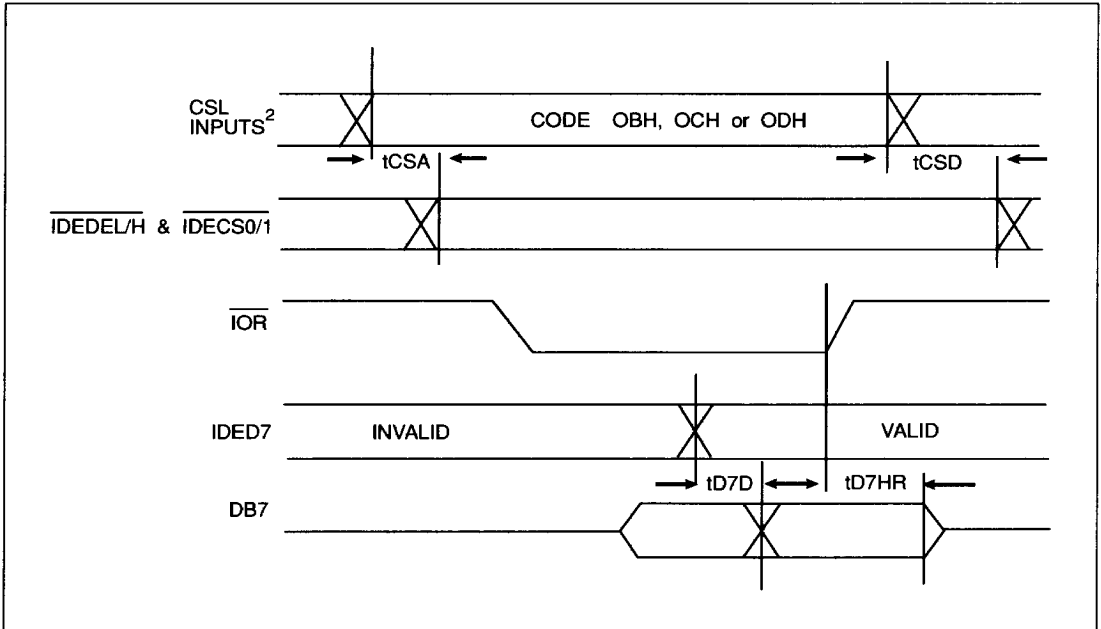 CSL
INPUTS²
CODE OBH, OCH or ODH
tCSA
tCSD
IDEDEL/H & IDECS0/1
IOR
IDED7
INVALID
VALID
tD7D
tD7HR
DB7